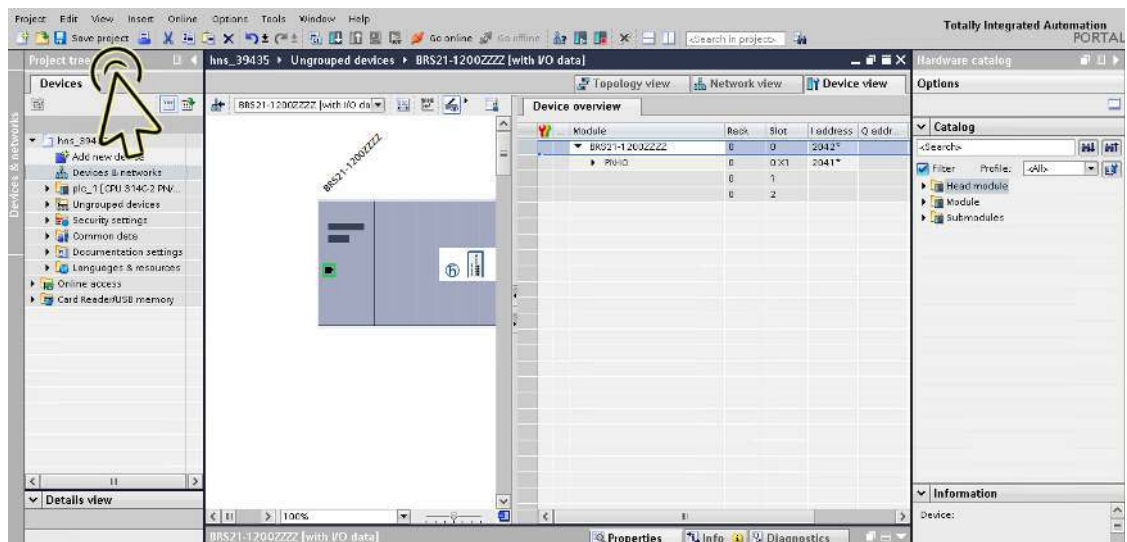 Project Edit View Insert Online Options Tools Window Help
Totally Integrated Automation
PORTAL
Save project
Go online
Go offline
<Search in project>
Project tree
hns_39435 ▸ Ungrouped devices ▸ BRS21-1200ZZZZ [with I/O data]
Hardware catalog
Devices
Topology view
Network view
Device view
Options
BRS21-1200ZZZZ [with I/O da
Device overview
Module Rack Slot I address Q addr...
Catalog
BRS21-1200ZZZZ 0 0 2042*
PN-IO 0 0 X1 2041*
0 1
0 2
<Search>
Filter Profile: <All>
Head module
Module
Submodules
Add new
Devices & networks
plc_1 [CPU 314C-2 PN/...
Ungrouped devices
Security settings
Common data
Documentation settings
Languages & resources
Online access
Card Reader/USB memory
Devices & networks
BRS21-1200ZZZZ
Details view
100%
Information
Device:
BRS21-1200ZZZZ [with I/O data]
Properties
Info
Diagnostics